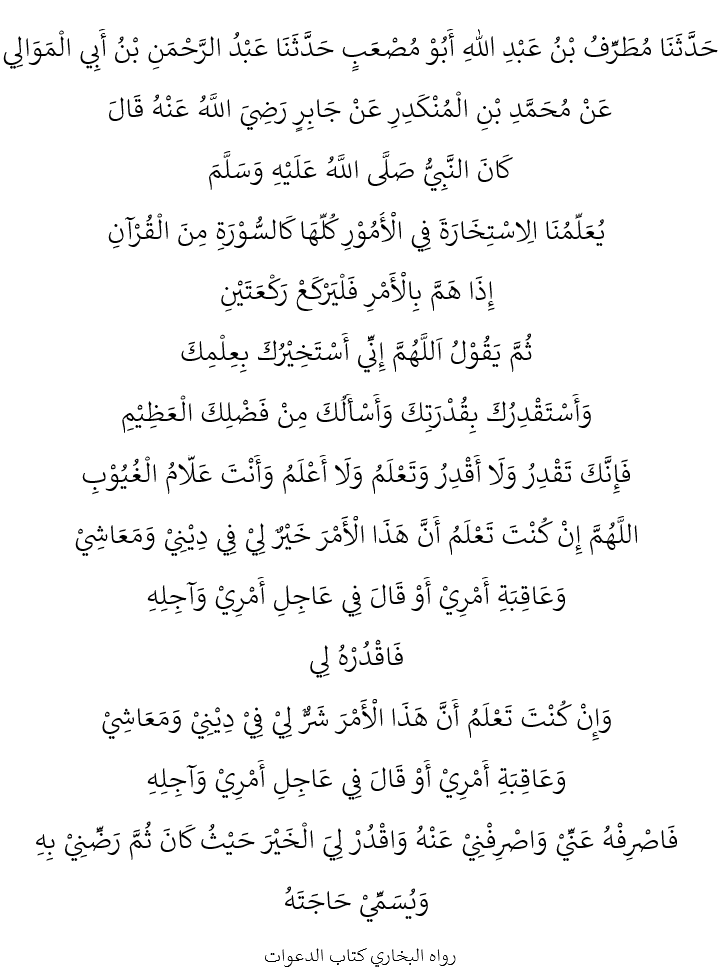 حَدَّثَنَا مُطَرِّفُ بْنُ عَبْدِ اللهِ أَبُوْ مُصْعَبٍ حَدَّثَنَا عَبْدُ الرَّحْمَنِ بْنُ أَبِي الْمَوَالِي
عَنْ مُحَمَّدِ بْنِ الْمُنْكَدِرِ عَنْ جَابِرٍ رَضِيَ اللَّهُ عَنْهُ قَالَ
كَانَ النَّبِيُّ صَلَّى اللَّهُ عَلَيْهِ وَسَلَّمَ
يُعَلِّمُنَا الِاسْتِخَارَةَ فِي الْأَمُوْرِ كُلِّهَا كَالسُّوْرَةِ مِنَ الْقُرْآنِ
إِذَا هَمَّ بِالْأَمْرِ فَلْيَرْكَعْ رَكْعَتَيْنِ
ثُمَّ يَقُوْلُ اَللَّهُمَّ إِنِّي أَسْتَخِيْرُكَ بِعِلْمِكَ
وَأَسْتَقْدِرُكَ بِقُدْرَتِكَ وَأَسْأَلُكَ مِنْ فَضْلِكَ الْعَظِيْمِ
فَإِنَّكَ تَقْدِرُ وَلَا أَقْدِرُ وَتَعْلَمُ وَلَا أَعْلَمُ وَأَنْتَ عَلَّامُ الْغُيُوْبِ
اللَّهُمَّ إِنْ كُنْتَ تَعْلَمُ أَنَّ هَذَا الْأَمْرَ خَيْرٌ لِيْ فِي دِيْنِيْ وَمَعَاشِيْ
وَعَاقِبَةِ أَمْرِيْ أَوْ قَالَ فِي عَاجِلِ أَمْرِيْ وَآجِلِهِ
فَاقْدُرْهُ لِي
وَإِنْ كُنْتَ تَعْلَمُ أَنَّ هَذَا الْأَمْرَ شَرٌّ لِيْ فِيْ دِيْنِيْ وَمَعَاشِيْ
وَعَاقِبَةِ أَمْرِيْ أَوْ قَالَ فِي عَاجِلِ أَمْرِيْ وَآجِلِهِ
فَاصْرِفْهُ عَنِّيْ وَاصْرِفْنِيْ عَنْهُ وَاقْدُرْ لِيَ الْخَيْرَ حَيْثُ كَانَ ثُمَّ رَضِّنِيْ بِهِ
وَيُسَمِّيْ حَاجَتَهُ
رواه البخاري كتاب الدعوات